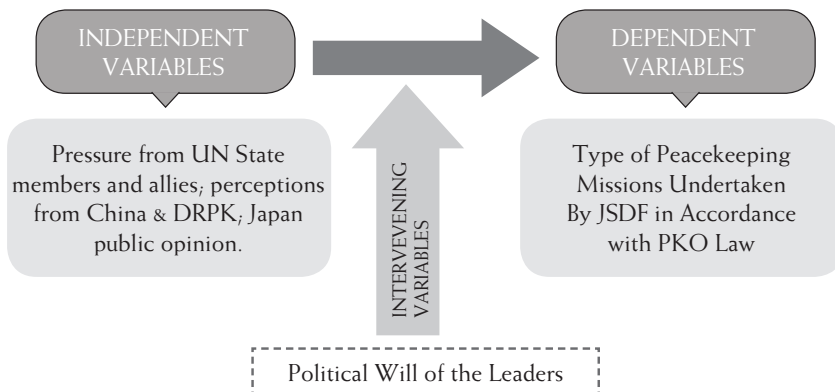 INDEPENDENT
VARIABLES
DEPENDENT
VARIABLES
Pressure from UN State
members and allies; perceptions
from China & DRPK; Japan
public opinion.
INTERVEVENING
VARIABLES
Type of Peacekeeping
Missions Undertaken
By JSDF in Accordance
with PKO Law
Political Will of the Leaders